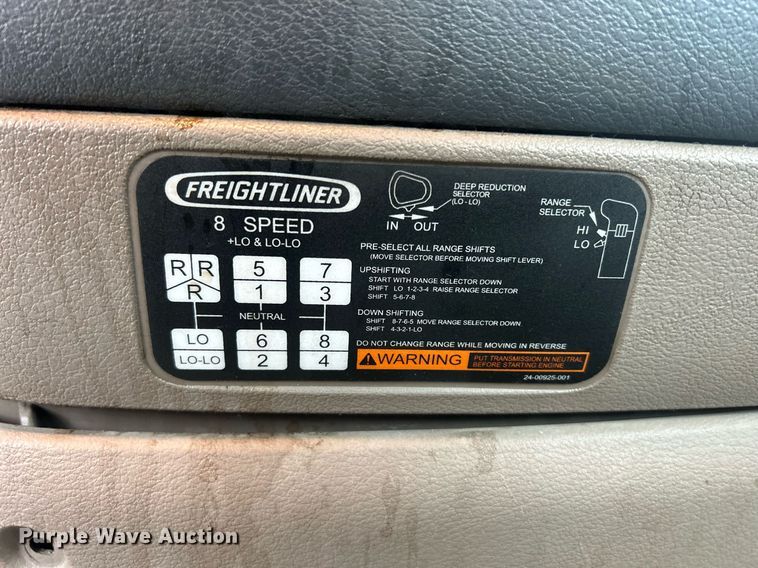 FREIGHTLINER
8 SPEED
+LO & LO-LO
R R 5 7
R 1 3
NEUTRAL
LO 6 8
LO-LO 2 4
DEEP REDUCTION
SELECTOR
(LO - LO)
IN OUT
RANGE
SELECTOR
HI
LO
PRE-SELECT ALL RANGE SHIFTS
(MOVE SELECTOR BEFORE MOVING SHIFT LEVER)
UPSHIFTING
START WITH RANGE SELECTOR DOWN
SHIFT LO 1-2-3-4 RAISE RANGE SELECTOR
SHIFT 5-6-7-8
DOWN SHIFTING
SHIFT 8-7-6-5 MOVE RANGE SELECTOR DOWN
SHIFT 4-3-2-1-LO
DO NOT CHANGE RANGE WHILE MOVING IN REVERSE
WARNING
PUT TRANSMISSION IN NEUTRAL
BEFORE STARTING ENGINE
24-00925-001
Purple Wave Auction